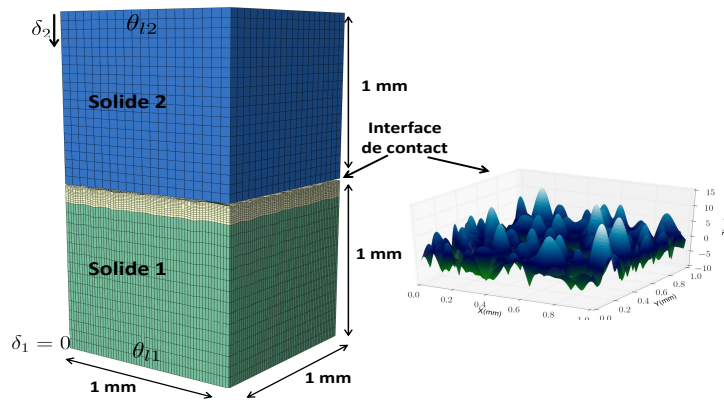 δ₂
θₗ₂
Solide 2
1 mm
Interface
de contact
1 mm
Solide 1
δ₁ = 0
θₗ₁
1 mm
1 mm
15
10
5
0
−5
−10
0.0
0.2
0.4
0.6
0.8
1.0
X(mm)
0.0
0.2
0.4
0.6
0.8
1.0
Y(mm)